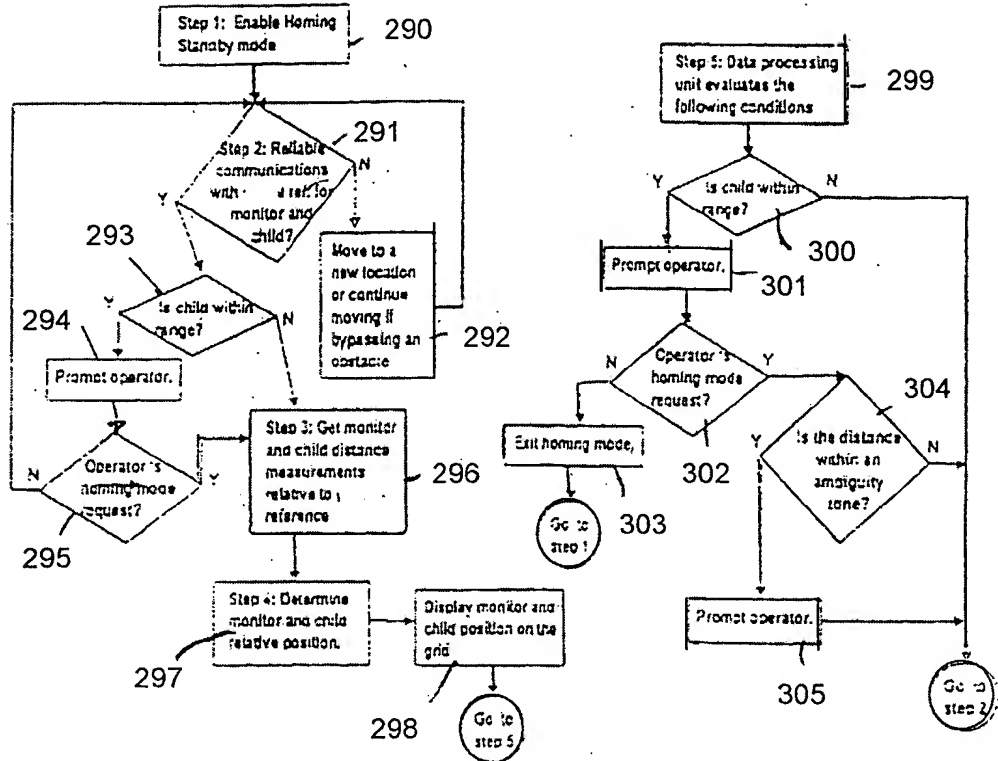 Step 1: Enable Homing
Standby mode
290
Step 2: Reliable
communications
with ref. for
monitor and
child?
291
Y
N
Move to a
new location
or continue
moving if
bypassing an
obstacle
292
293
Is child within
range?
Y
N
294
Prompt operator.
Operator's
homing mode
request?
N
Y
295
Step 3: Get monitor
and child distance
measurements
relative to
reference
296
Step 4: Determine
monitor and child
relative position.
297
Display monitor and
child position on the
grid
298
Go to
step 5
Step 5: Data processing
unit evaluates the
following conditions
299
Is child within
range?
Y
N
300
Prompt operator.
301
Operator's
homing mode
request?
N
Y
302
Exit homing mode,
303
Go to
step 1
304
Is the distance
within an
ambiguity
zone?
Y
N
Prompt operator.
305
Go to
step 2